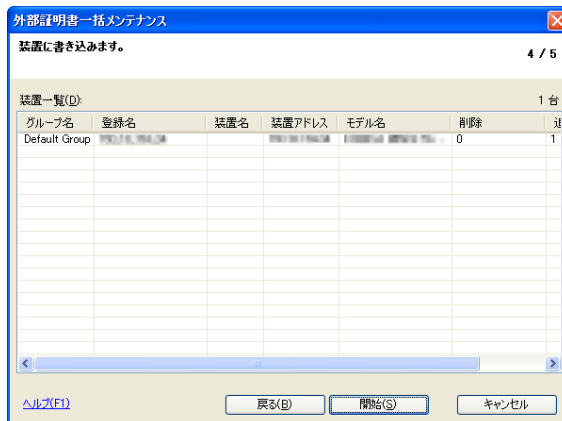 外部証明書一括メンテナンス
装置に書き込みます。
4 / 5
装置一覧(D):
1 台
グループ名 登録名 装置名 装置アドレス モデル名 削除
Default Group 0 1
ヘルプ(F1)
戻る(B)
開始(S)
キャンセル